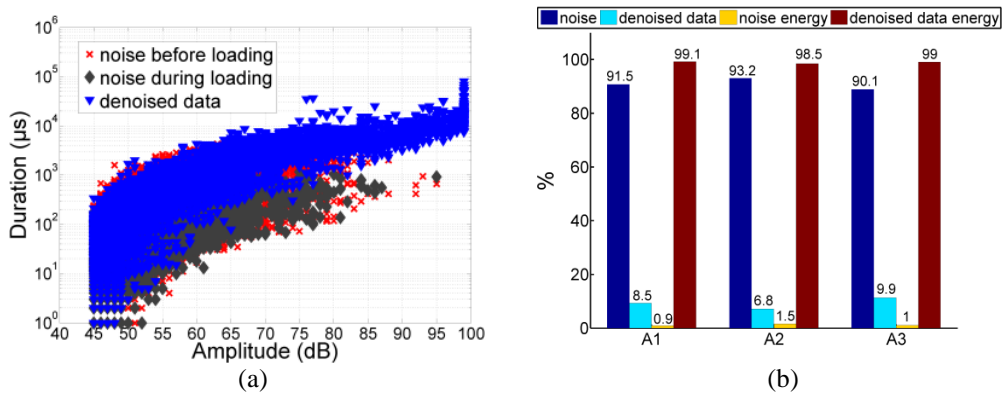 10^6
10^5
10^4
10^3
10^2
10^1
10^0
Duration (µs)
noise before loading
noise during loading
denoised data
40 45 50 55 60 65 70 75 80 85 90 95 100
Amplitude (dB)
(a)
noise denoised data noise energy denoised data energy
100
80
60
40
20
0
%
91.5 8.5 0.9 99.1
93.2 6.8 1.5 98.5
90.1 9.9 1 99
A1 A2 A3
(b)